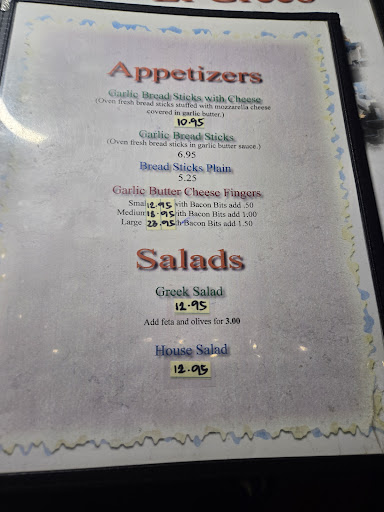 El Greco
Appetizers
Garlic Bread Sticks with Cheese
(Oven fresh bread sticks stuffed with mozzarella cheese
covered in garlic butter.)
10.95
Garlic Bread Sticks
(Oven fresh bread sticks in garlic butter sauce.)
6.95
Bread Sticks Plain
5.25
Garlic Butter Cheese Fingers
Small 12.95 with Bacon Bits add .50
Medium 18.95 with Bacon Bits add 1.00
Large 23.95 Bacon Bits add 1.50
Salads
Greek Salad
12.95
Add feta and olives for 3.00
House Salad
12.95